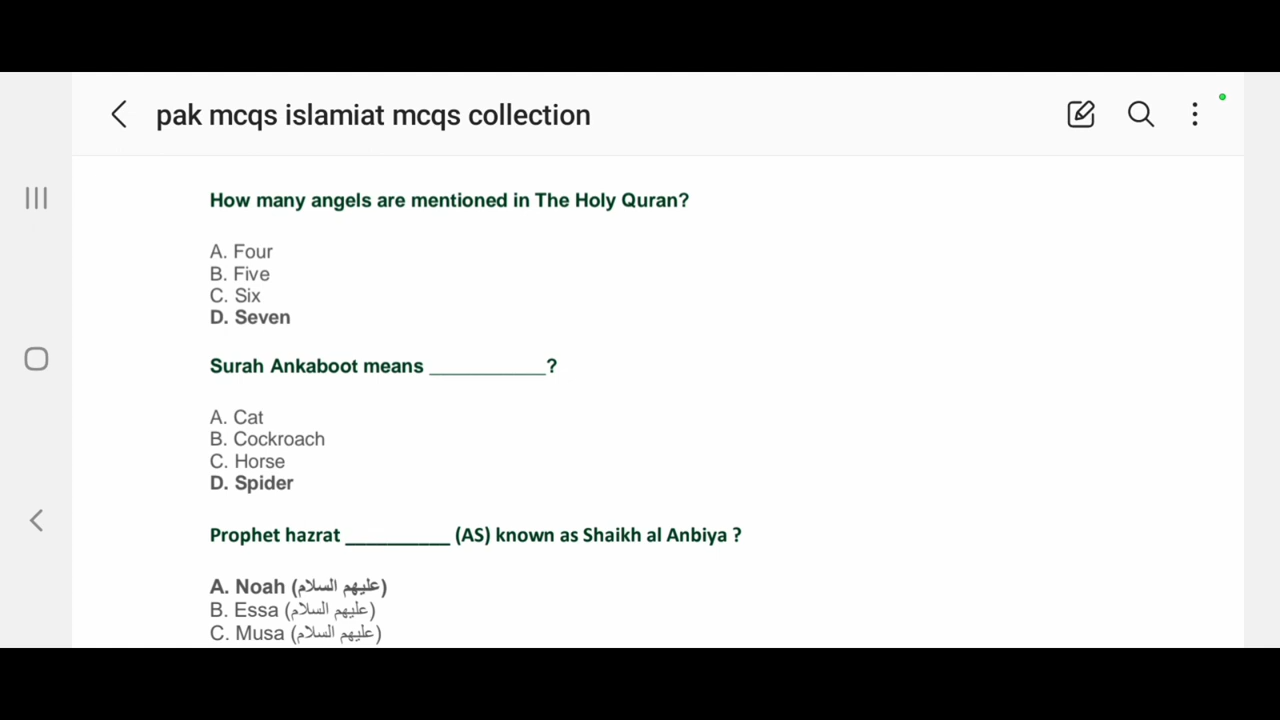 pak mcqs islamiat mcqs collection
How many angels are mentioned in The Holy Quran?
A. Four
B. Five
C. Six
D. Seven
Surah Ankaboot means ___________?
A. Cat
B. Cockroach
C. Horse
D. Spider
Prophet hazrat __________ (AS) known as Shaikh al Anbiya ?
A. Noah (عليهم السلام)
B. Essa (عليهم السلام)
C. Musa (عليهم السلام)